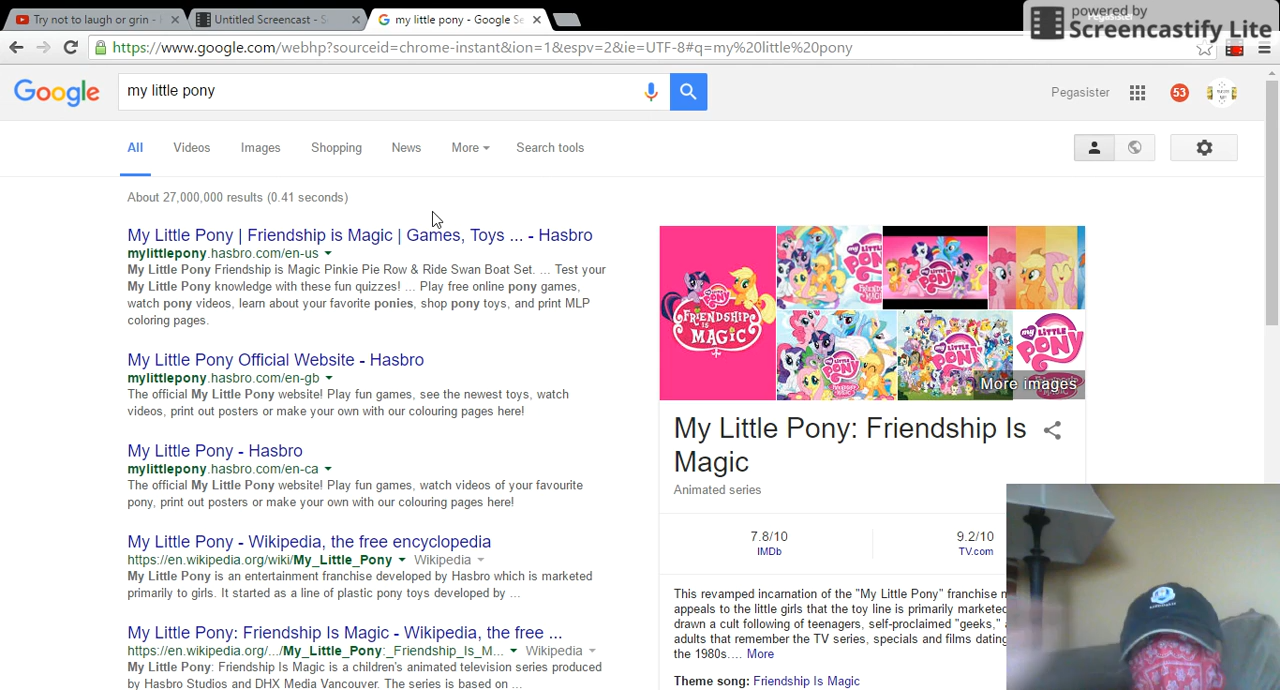 Try not to laugh or grin -
Untitled Screencast - S
my little pony - Google Se
powered by
Screencastify Lite
https://www.google.com/webhp?sourceid=chrome-instant&ion=1&espv=2&ie=UTF-8#q=my%20little%20pony
Google
my little pony
Pegasister
53
All
Videos
Images
Shopping
News
More
Search tools
About 27,000,000 results (0.41 seconds)
My Little Pony | Friendship is Magic | Games, Toys ... - Hasbro
mylittlepony.hasbro.com/en-us
My Little Pony Friendship is Magic Pinkie Pie Row & Ride Swan Boat Set. ... Test your
My Little Pony knowledge with these fun quizzes! ... Play free online pony games,
watch pony videos, learn about your favorite ponies, shop pony toys, and print MLP
coloring pages.
My Little Pony Official Website - Hasbro
mylittlepony.hasbro.com/en-gb
The official My Little Pony website! Play fun games, see the newest toys, watch
videos, print out posters or make your own with our colouring pages here!
My Little Pony - Hasbro
mylittlepony.hasbro.com/en-ca
The official My Little Pony website! Play fun games, watch videos of your favourite
pony, print out posters or make your own with our colouring pages here!
My Little Pony - Wikipedia, the free encyclopedia
https://en.wikipedia.org/wiki/My_Little_Pony
Wikipedia
My Little Pony is an entertainment franchise developed by Hasbro which is marketed
primarily to girls. It started as a line of plastic pony toys developed by ...
My Little Pony: Friendship Is Magic - Wikipedia, the free ...
https://en.wikipedia.org/.../My_Little_Pony:_Friendship_Is_M...
Wikipedia
My Little Pony: Friendship Is Magic is a children's animated television series produced
by Hasbro Studios and DHX Media Vancouver. The series is based on ...
FRIENDSHIP
IS
MAGIC
More images
My Little Pony: Friendship Is
Magic
Animated series
7.8/10
IMDb
9.2/10
TV.com
This revamped incarnation of the "My Little Pony" franchise n
appeals to the little girls that the toy line is primarily marketed
drawn a cult following of teenagers, self-proclaimed "geeks,"
adults that remember the TV series, specials and films dating
the 1980s.... More
Theme song: Friendship Is Magic